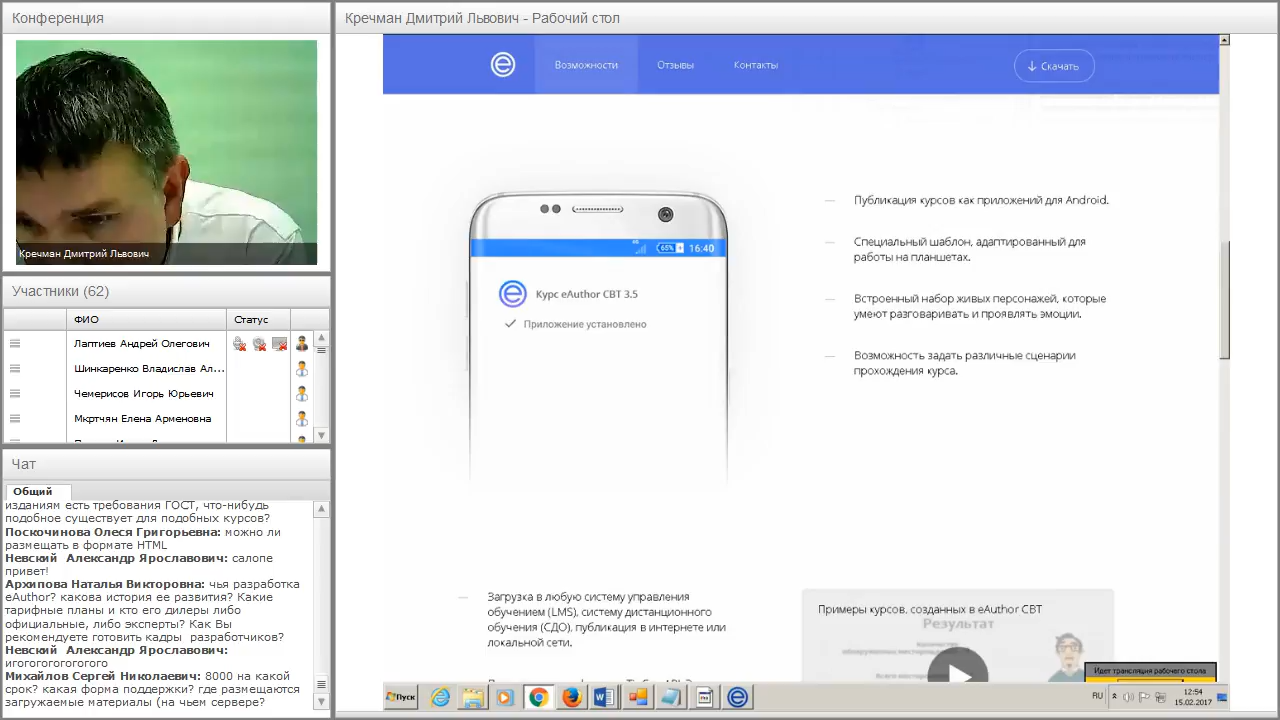 Конференция
Кречман Дмитрий Львович
Участники (62)
ФИО Статус
Лаптиев Андрей Олегович
Шинкаренко Владислав Ал...
Чемерисов Игорь Юрьевич
Мкртчян Елена Арменовна
Чат
Общий
изданиям есть требования ГОСТ, что-нибудь
подобное существует для подобных курсов?
Поскочинова Олеся Григорьевна: можно ли
размещать в формате HTML
Невский Александр Ярославович: салопе
привет!
Архипова Наталья Викторовна: чья разработка
eAuthor? какова история ее развития? Какие
тарифные планы и кто его дилеры либо
официальные, либо эксперты? Как Вы
рекомендуете готовить кадры разработчиков?
Невский Александр Ярославович:
игогогогогогого
Михайлов Сергей Николаевич: 8000 на какой
срок? какая форма поддержки? где размещаются
загружаемые материалы (на чьем сервере?
Кречман Дмитрий Львович - Рабочий стол
Возможности Отзывы Контакты Скачать
65% 16:40
Курс eAuthor CBT 3.5
Приложение установлено
Публикация курсов как приложений для Android.
Специальный шаблон, адаптированный для
работы на планшетах.
Встроенный набор живых персонажей, которые
умеют разговаривать и проявлять эмоции.
Возможность задать различные сценарии
прохождения курса.
Загрузка в любую систему управления
обучением (LMS), систему дистанционного
обучения (СДО), публикация в интернете или
локальной сети.
Примеры курсов, созданных в eAuthor CBT
Результат
Идет трансляция рабочего стола
Пуск
RU
12:54
15.02.2017